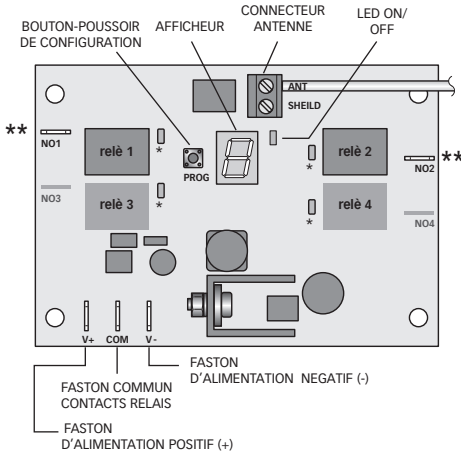 BOUTON-POUSSOIR
DE CONFIGURATION
AFFICHEUR
CONNECTEUR
ANTENNE
LED ON/
OFF
ANT
SHEILD
**
NO1
relè 1
*
PROG
*
relè 2
NO2
**
NO3
relè 3
*
*
relè 4
NO4
V+
COM
V-
FASTON
D'ALIMENTATION NEGATIF (-)
FASTON COMMUN
CONTACTS RELAIS
FASTON
D'ALIMENTATION POSITIF (+)